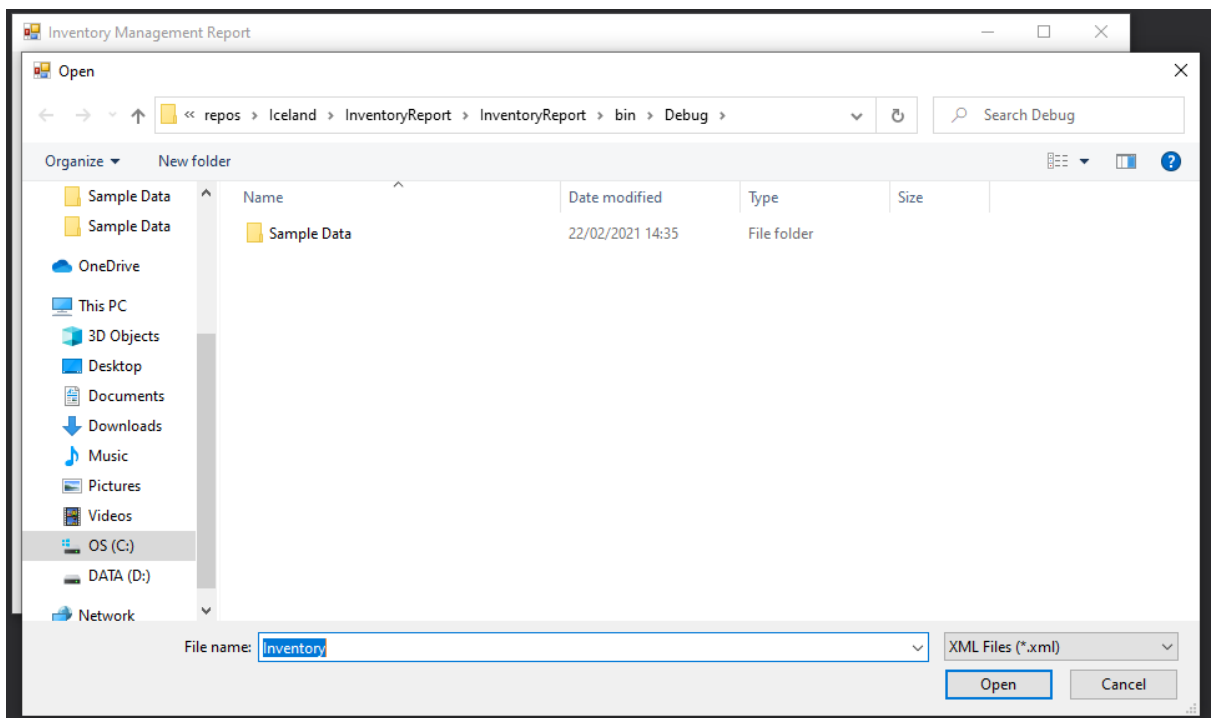 Inventory Management Report
Open
« repos > Iceland > InventoryReport > InventoryReport > bin > Debug >
Search Debug
Organize
New folder
?
Name
Date modified
Type
Size
Sample Data
Sample Data
OneDrive
This PC
3D Objects
Desktop
Documents
Downloads
Music
Pictures
Videos
OS (C:)
DATA (D:)
Network
Sample Data 22/02/2021 14:35 File folder
File name: Inventory
XML Files (*.xml)
Open
Cancel